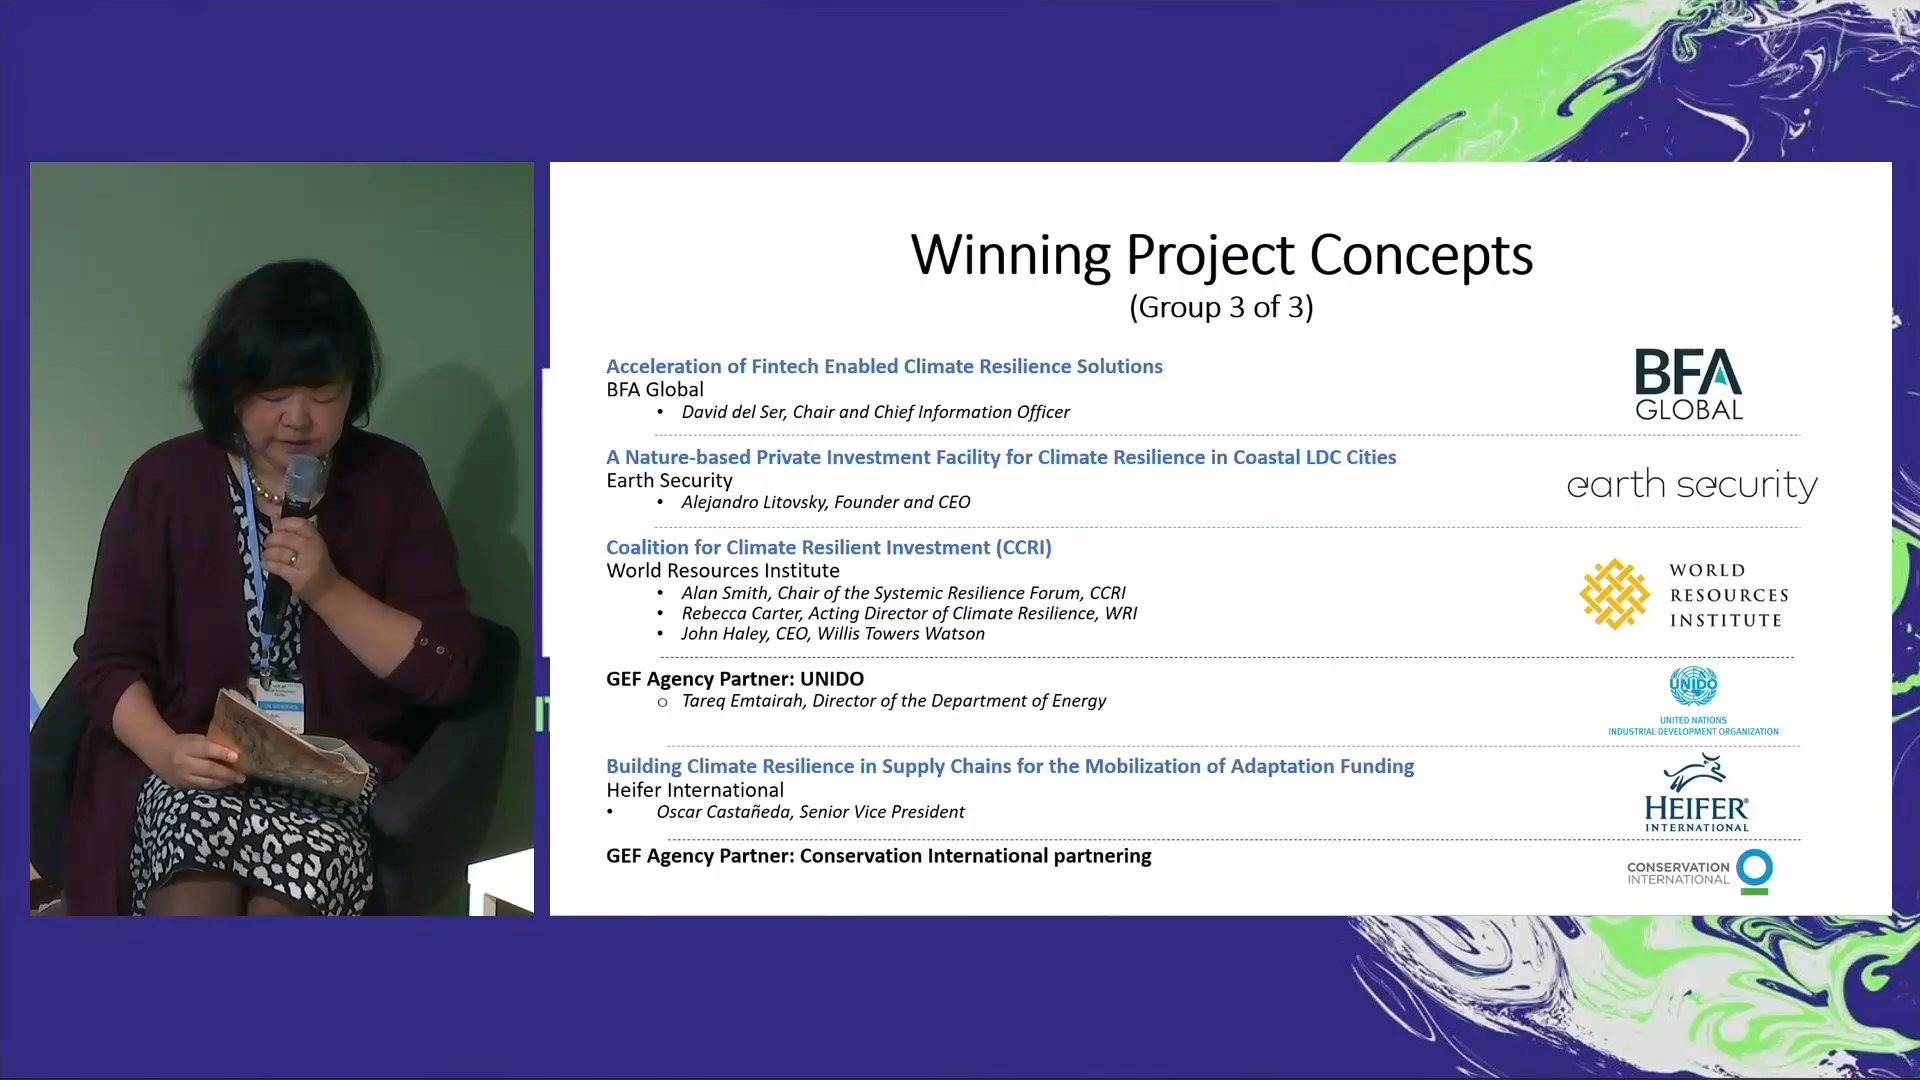 Winning Project Concepts
(Group 3 of 3)
Acceleration of Fintech Enabled Climate Resilience Solutions
BFA Global
• David del Ser, Chair and Chief Information Officer
BFA
GLOBAL
A Nature-based Private Investment Facility for Climate Resilience in Coastal LDC Cities
Earth Security
• Alejandro Litovsky, Founder and CEO
earth security
Coalition for Climate Resilient Investment (CCRI)
World Resources Institute
• Alan Smith, Chair of the Systemic Resilience Forum, CCRI
• Rebecca Carter, Acting Director of Climate Resilience, WRI
• John Haley, CEO, Willis Towers Watson
WORLD
RESOURCES
INSTITUTE
GEF Agency Partner: UNIDO
o Tareq Emtairah, Director of the Department of Energy
UNIDO
UNITED NATIONS
INDUSTRIAL DEVELOPMENT ORGANIZATION
Building Climate Resilience in Supply Chains for the Mobilization of Adaptation Funding
Heifer International
• Oscar Castañeda, Senior Vice President
HEIFER®
INTERNATIONAL
GEF Agency Partner: Conservation International partnering
CONSERVATION
INTERNATIONAL